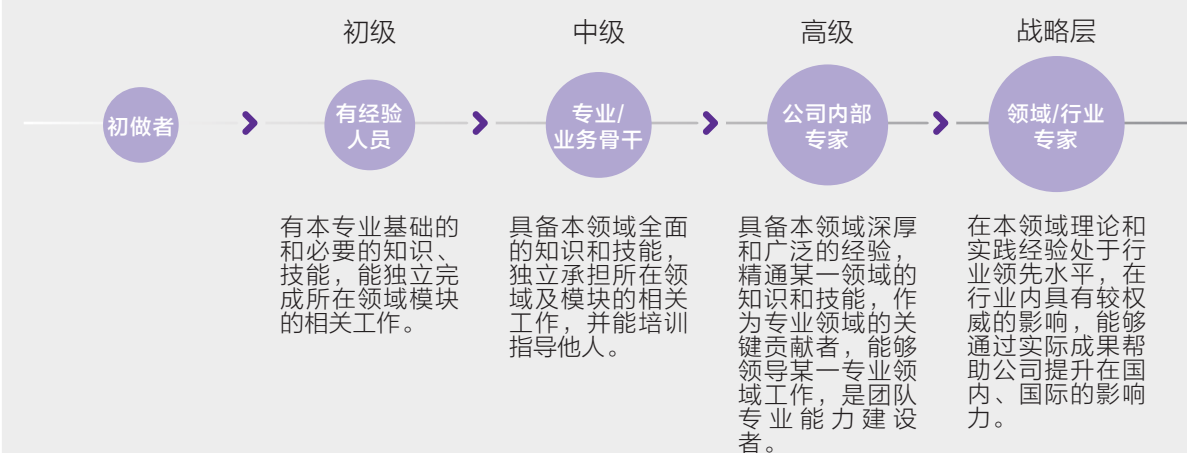 初级
中级
高级
战略层
初做者
有经验
人员
专业/
业务骨干
公司内部
专家
领域/行业
专家
有本专业基础的
和必要的知识、
技能，能独立完
成所在领域模块
的相关工作。
具备本领域全面
的知识和技能，
独立承担所在领
域及模块的相关
工作，并能培训
指导他人。
具备本领域深厚
和广泛的经验，
精通某一领域的
知识和技能，作
为专业领域的关
键贡献者，能够
领导某一专业领
域工作，是团队
专业能力建设
者。
在本领域理论和
实践经验处于行
业领先水平，在
行业内具有较权
威的影响，能够
通过实际成果帮
助公司提升在国
内、国际的影响
力。